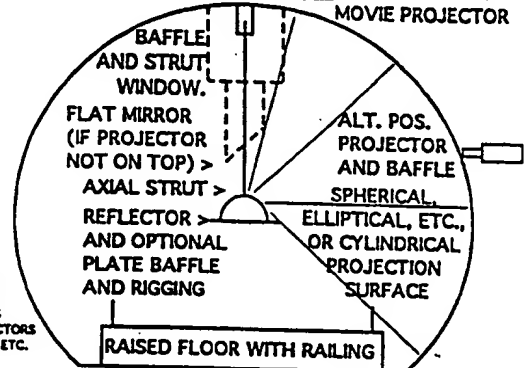 MOVIE PROJECTOR
BAFFLE
AND STRUT
WINDOW.
FLAT MIRROR
(IF PROJECTOR
NOT ON TOP) >
AXIAL STRUT >
REFLECTOR >
AND OPTIONAL
PLATE BAFFLE
AND RIGGING
ALT. POS.
PROJECTOR
AND BAFFLE
SPHERICAL,
ELLIPTICAL, ETC.,
OR CYLINDRICAL
PROJECTION
SURFACE
CTORS
ETC.
RAISED FLOOR WITH RAILING